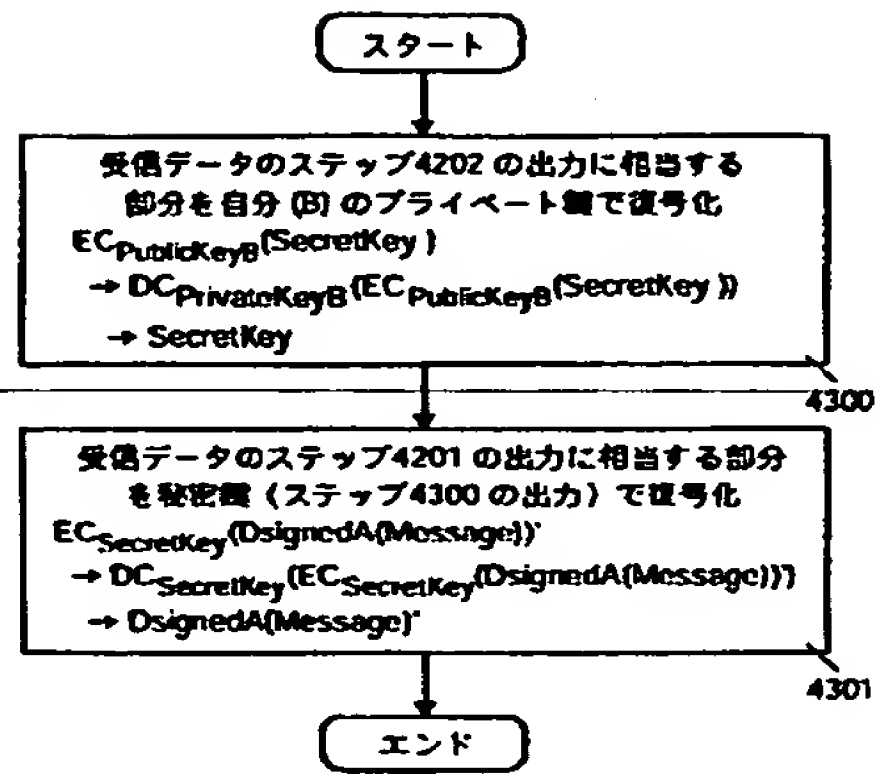 スタート
受信データのステップ4202 の出力に相当する
部分を自分 (B) のプライベート鍵で復号化
EC_PublicKeyB(SecretKey )
→ DC_PrivateKeyB(EC_PublicKeyB(SecretKey ))
→ SecretKey
4300
受信データのステップ4201 の出力に相当する部分
を秘密鍵（ステップ4300 の出力）で復号化
EC_SecretKey(DsignedA(Message))'
→ DC_SecretKey(EC_SecretKey(DsignedA(Message)))'
→ DsignedA(Message)'
4301
エンド